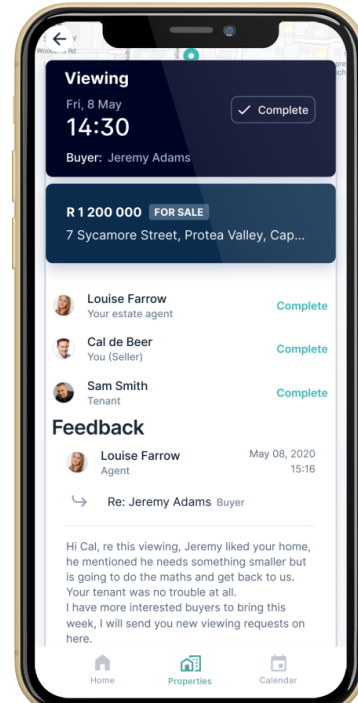 Viewing
Fri, 8 May
14:30
Complete
Buyer: Jeremy Adams
R 1 200 000 FOR SALE
7 Sycamore Street, Protea Valley, Cap...
Louise Farrow
Your estate agent
Complete
Cal de Beer
You (Seller)
Complete
Sam Smith
Tenant
Complete
Feedback
Louise Farrow
Agent
May 08, 2020
15:16
Re: Jeremy Adams Buyer
Hi Cal, re this viewing, Jeremy liked your home,
he mentioned he needs something smaller but
is going to do the maths and get back to us.
Your tenant was no trouble at all.
I have more interested buyers to bring this
week, I will send you new viewing requests on
here.
Home
Properties
Calendar